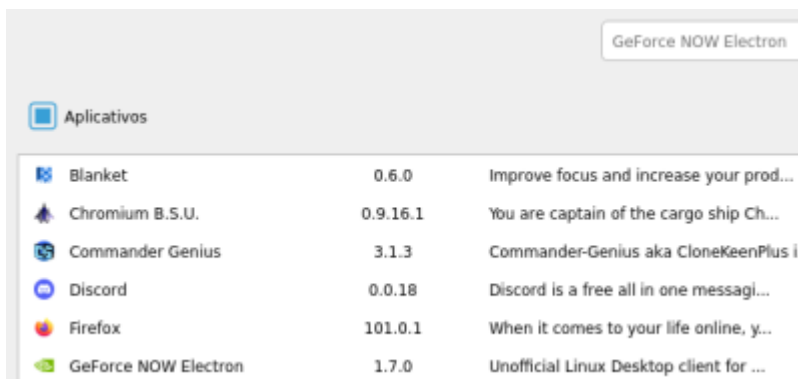 GeForce NOW Electron
Aplicativos
Blanket 0.6.0 Improve focus and increase your prod...
Chromium B.S.U. 0.9.16.1 You are captain of the cargo ship Ch...
Commander Genius 3.1.3 Commander-Genius aka CloneKeenPlus i
Discord 0.0.18 Discord is a free all in one messagi...
Firefox 101.0.1 When it comes to your life online, y...
GeForce NOW Electron 1.7.0 Unofficial Linux Desktop client for ...